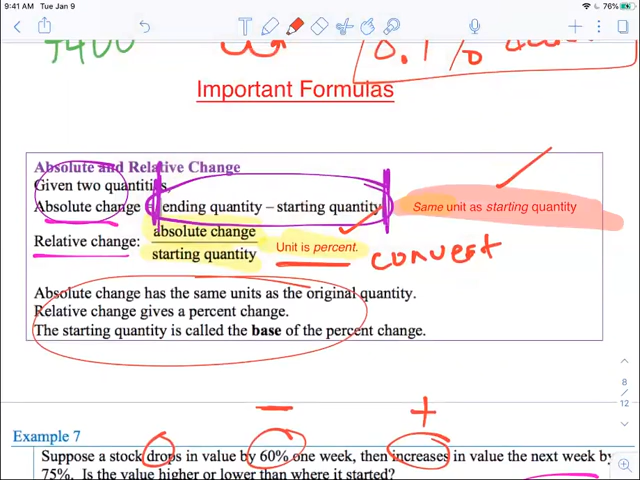 9:41 AM Tue Jan 9
76%
9400
0.1%
Important Formulas
Absolute and Relative Change
Given two quantities,
Absolute change = ending quantity – starting quantity
Same unit as starting quantity
Relative change: absolute change
starting quantity
Unit is percent.
convert
Absolute change has the same units as the original quantity.
Relative change gives a percent change.
The starting quantity is called the base of the percent change.
8
12
– +
Example 7
Suppose a stock drops in value by 60% one week, then increases in value the next week by
75%. Is the value higher or lower than where it started?